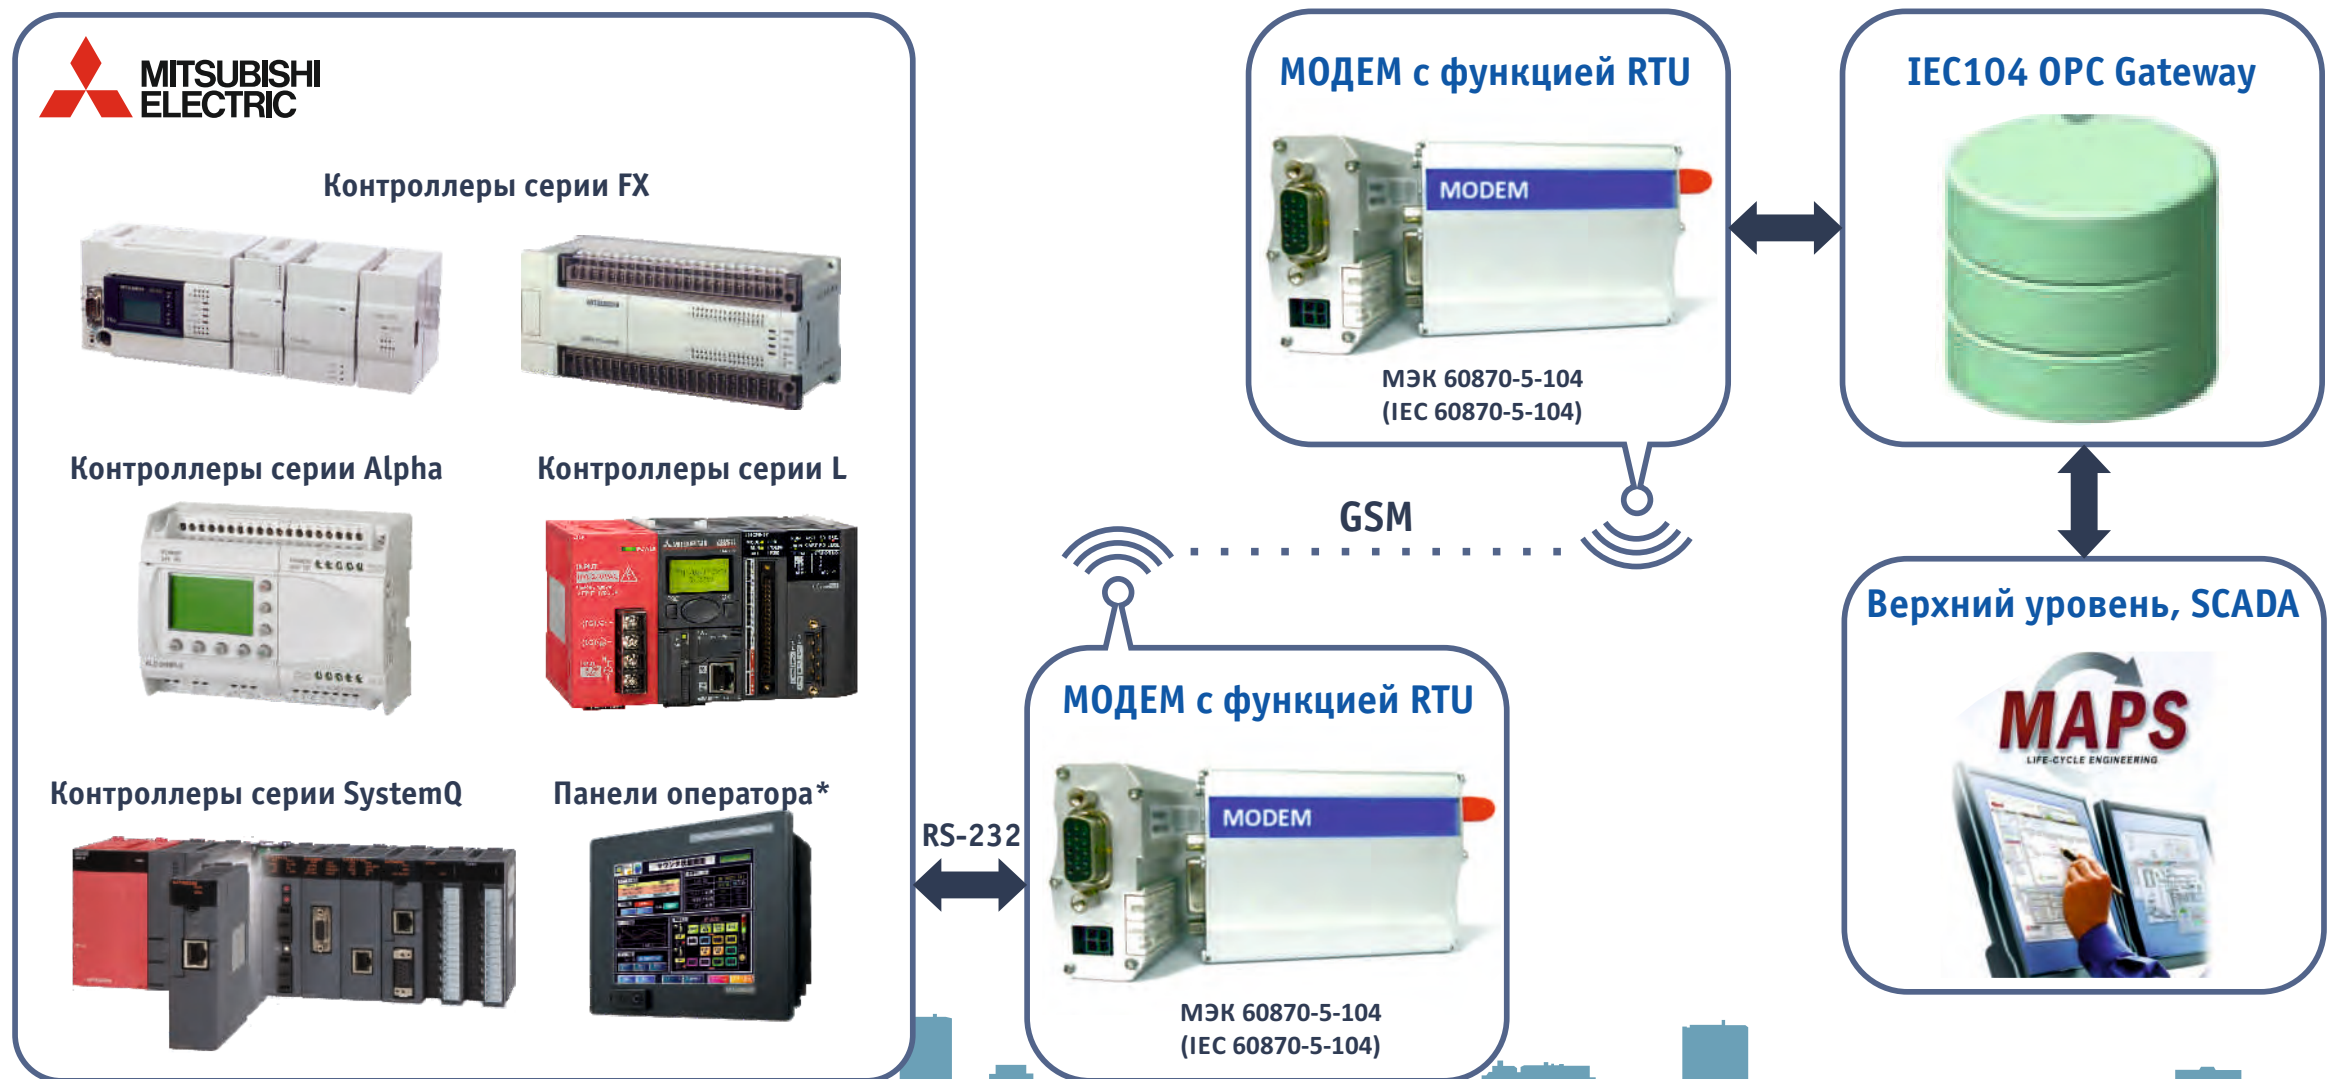 MITSUBISHI
ELECTRIC
Контроллеры серии FX
Контроллеры серии Alpha
Контроллеры серии L
Контроллеры серии SystemQ
Панели оператора*
RS-232
МОДЕМ с функцией RTU
MODEM
МЭК 60870-5-104
(IEC 60870-5-104)
GSM
МОДЕМ с функцией RTU
MODEM
МЭК 60870-5-104
(IEC 60870-5-104)
IEC104 OPC Gateway
Верхний уровень, SCADA
MAPS
LIFE-CYCLE ENGINEERING